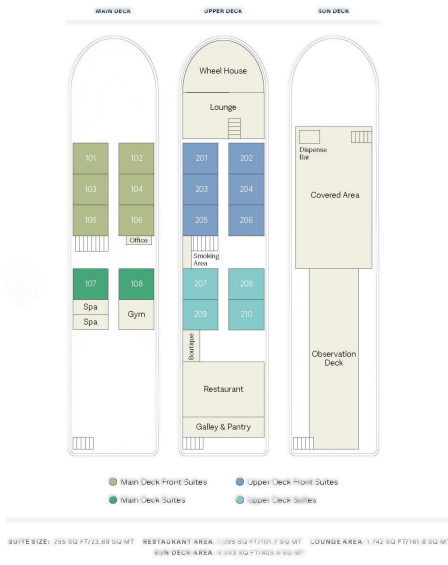 MAIN DECK
UPPER DECK
SUN DECK
Wheel House
Lounge
Dispense
Bar
Covered Area
101 102
103 104
105 106
Office
201 202
203 204
205 206
Smoking
Area
107 108
Spa
Spa
Gym
207 208
209 210
Boutique
Observation
Deck
Restaurant
Galley & Pantry
Main Deck Front Suites
Upper Deck Front Suites
Main Deck Suites
Upper Deck Suites
SUITE SIZE: 255 SQ FT/23.69 SQ MT RESTAURANT AREA: SQ MT LOUNGE AREA: 1 742 SQ FT/161.8 SQ MT
SUN DECK AREA: